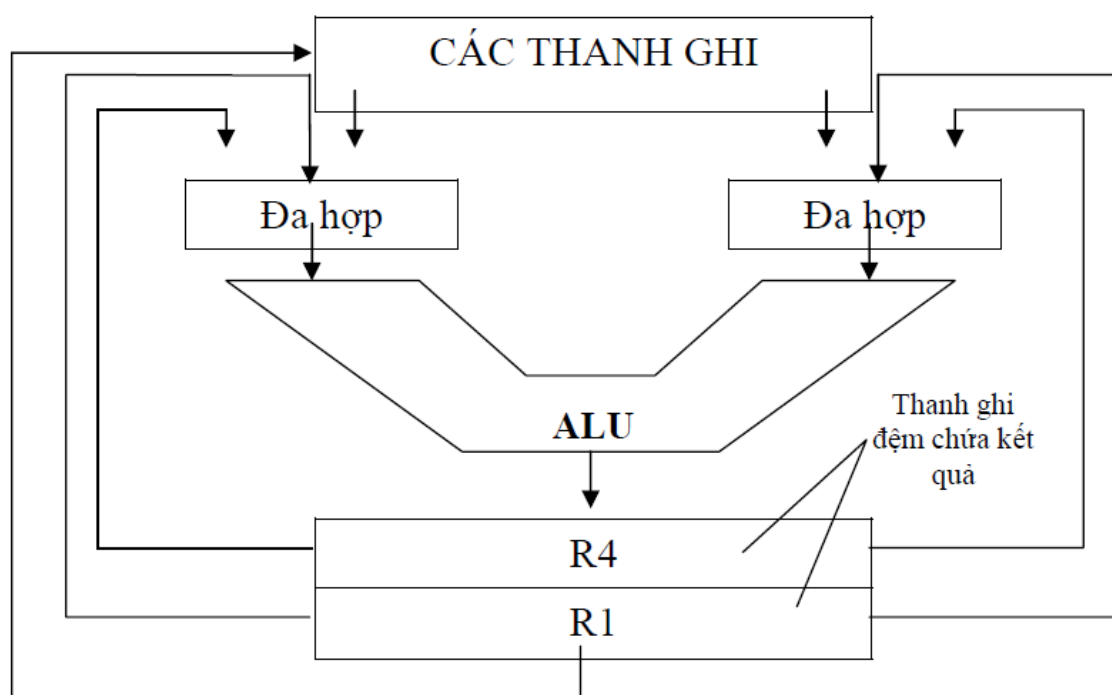 CÁC THANH GHI
Đa hợp
Đa hợp
ALU
Thanh ghi
đệm chứa kết
quả
R4
R1